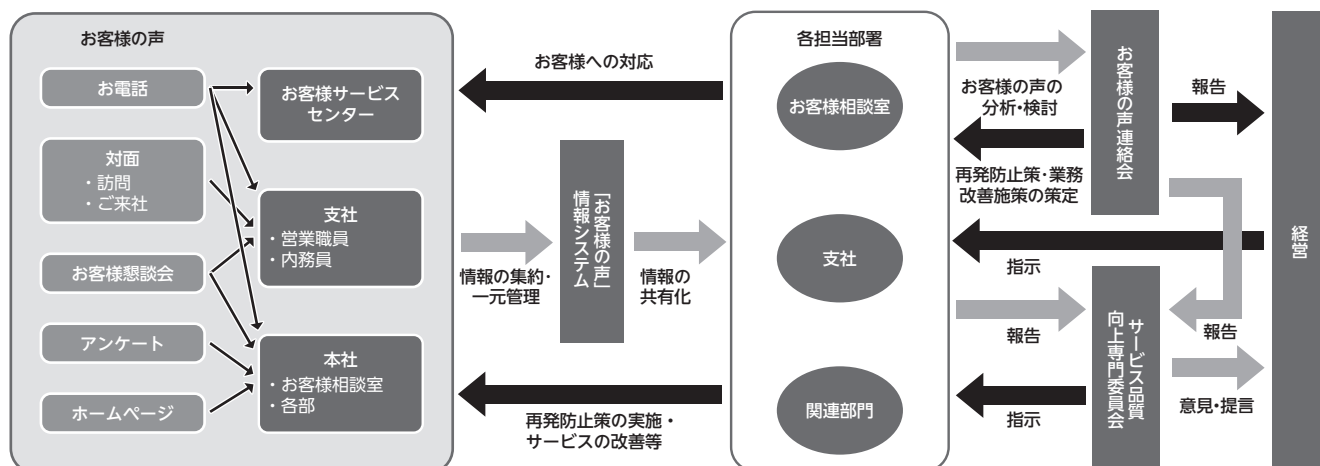 お客様の声
お電話
対面
・訪問
・ご来社
お客様懇談会
アンケート
ホームページ
お客様サービス
センター
支社
・営業職員
・内務員
本社
・お客様相談室
・各部
お客様への対応
情報の集約・
一元管理
「お客様の声」
情報システム
情報の
共有化
再発防止策の実施・
サービスの改善等
各担当部署
お客様相談室
支社
関連部門
お客様の声の
分析・検討
再発防止策・業務
改善施策の策定
お客様の声連絡会
報告
指示
報告
サービス品質
向上専門委員会
報告
指示
意見・提言
経営